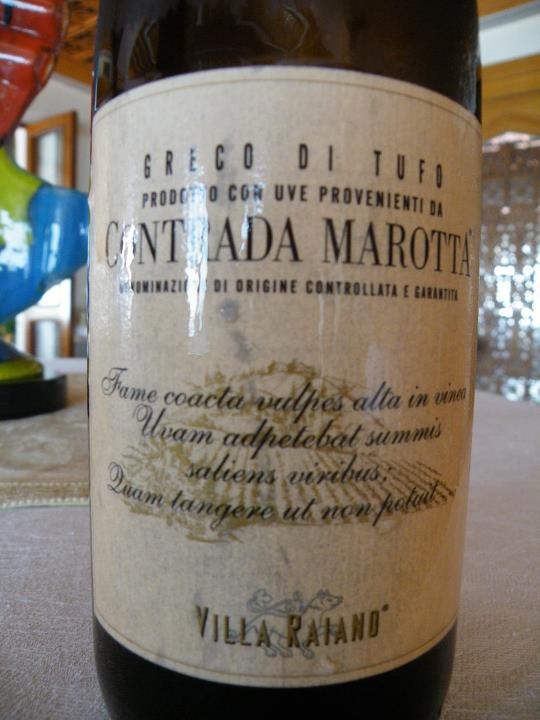 GRECO DI TUFO
PRODOTTO CON UVE PROVENIENTI DA
CONTRADA MAROTTA®
DENOMINAZIONE DI ORIGINE CONTROLLATA E GARANTITA
Fame coacta vulpes alta in vinea
Uvam adpetebat summis
saliens viribus;
Quam tangere ut non potuit
VILLA RAIANO®